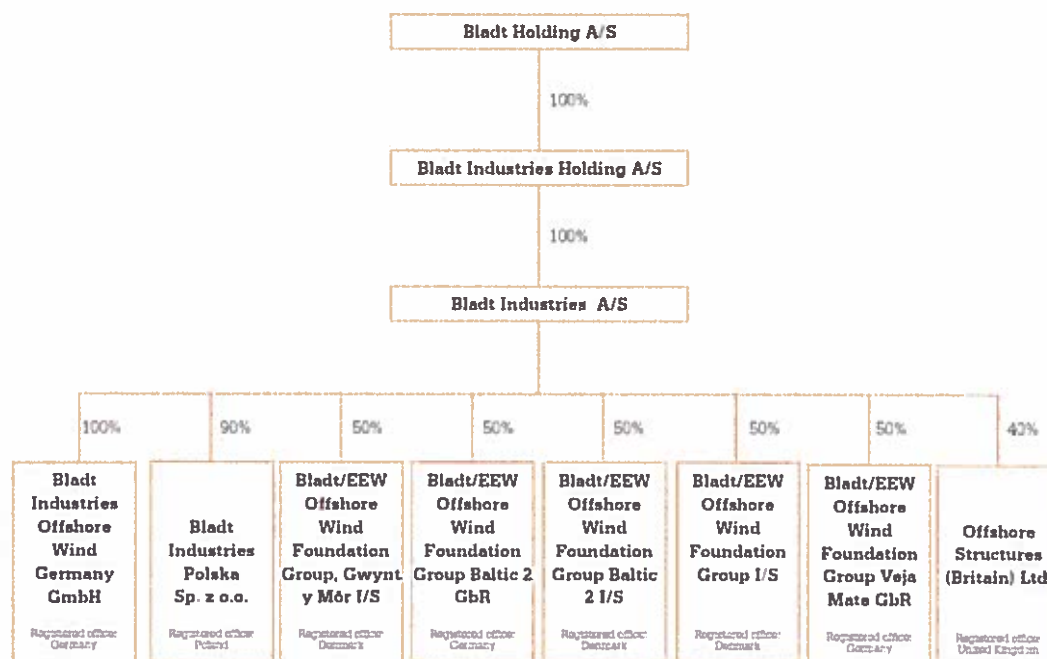 Bladt Holding A/S
100%
Bladt Industries Holding A/S
100%
Bladt Industries A/S
100%
90%
50%
50%
50%
50%
50%
40%
Bladt
Industries
Offshore
Wind
Germany
GmbH
Registered office:
Germany
Bladt
Industries
Polska
Sp. z o.o.
Registered office:
Poland
Bladt/EEW
Offshore
Wind
Foundation
Group, Gwynt
y Môr I/S
Registered office:
Denmark
Bladt/EEW
Offshore
Wind
Foundation
Group Baltic 2
GbR
Registered office:
Germany
Bladt/EEW
Offshore
Wind
Foundation
Group Baltic
2 I/S
Registered office:
Denmark
Bladt/EEW
Offshore
Wind
Foundation
Group I/S
Registered office:
Denmark
Bladt/EEW
Offshore
Wind
Foundation
Group Veja
Mate GbR
Registered office:
Germany
Offshore
Structures
(Britain) Ltd
Registered office:
United Kingdom